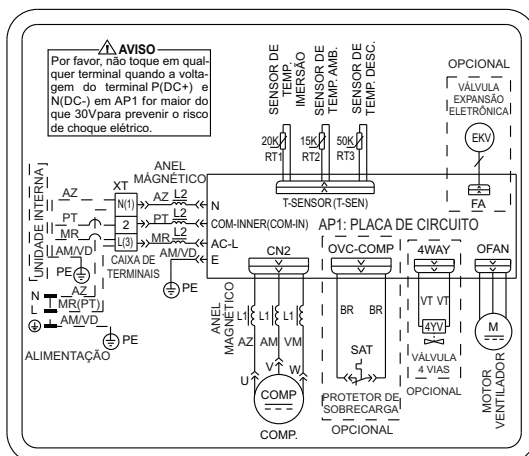 AVISO
Por favor, não toque em qual-
quer terminal quando a volta-
gem do terminal P(DC+) e
N(DC-) em AP1 for maior do
que 30Vpara prevenir o risco
de choque elétrico.
SENSOR DE
TEMP.
IMERSÃO
SENSOR DE
TEMP. AMB.
SENSOR DE
TEMP. DESC.
OPCIONAL
VÁLVULA
EXPANSÃO
ELETRÔNICA
EKV
FA
20K
RT1
15K
RT2
50K
RT3
T-SENSOR(T-SEN)
UNIDADE INTERNA
AZ
PT
MR
AM/VD
PE
XT
N(1)
2
L(3)
CAIXA DE
TERMINAIS
ANEL
MÁGNÉTICO
AZ
L2
N
PT
L2
COM-INNER(COM-IN)
MR
L2
AC-L
AM/VD
E
PE
AP1: PLACA DE CIRCUITO
N
AZ
L
MR(PT)
AM/VD
PE
ALIMENTAÇÃO
CN2
OVC-COMP
4WAY
OFAN
ANEL
MAGNÉTICO
L1
L1
L1
AZ
AM
VM
U
V
W
COMP
COMP.
BR
BR
SAT
PROTETOR DE
SOBRECARGA
OPCIONAL
VT
VT
4YV
VÁLVULA
4 VIAS
OPCIONAL
M
MOTOR
VENTILADOR